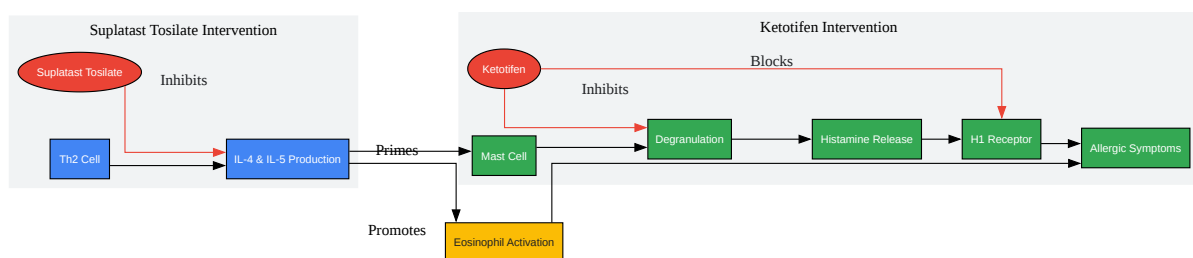 Suplatast Tosilate Intervention
Ketotifen Intervention
Suplatast Tosilate
Inhibits
Ketotifen
Blocks
Inhibits
Th2 Cell
IL-4 & IL-5 Production
Primes
Mast Cell
Degranulation
Histamine Release
H1 Receptor
Allergic Symptoms
Promotes
Eosinophil Activation